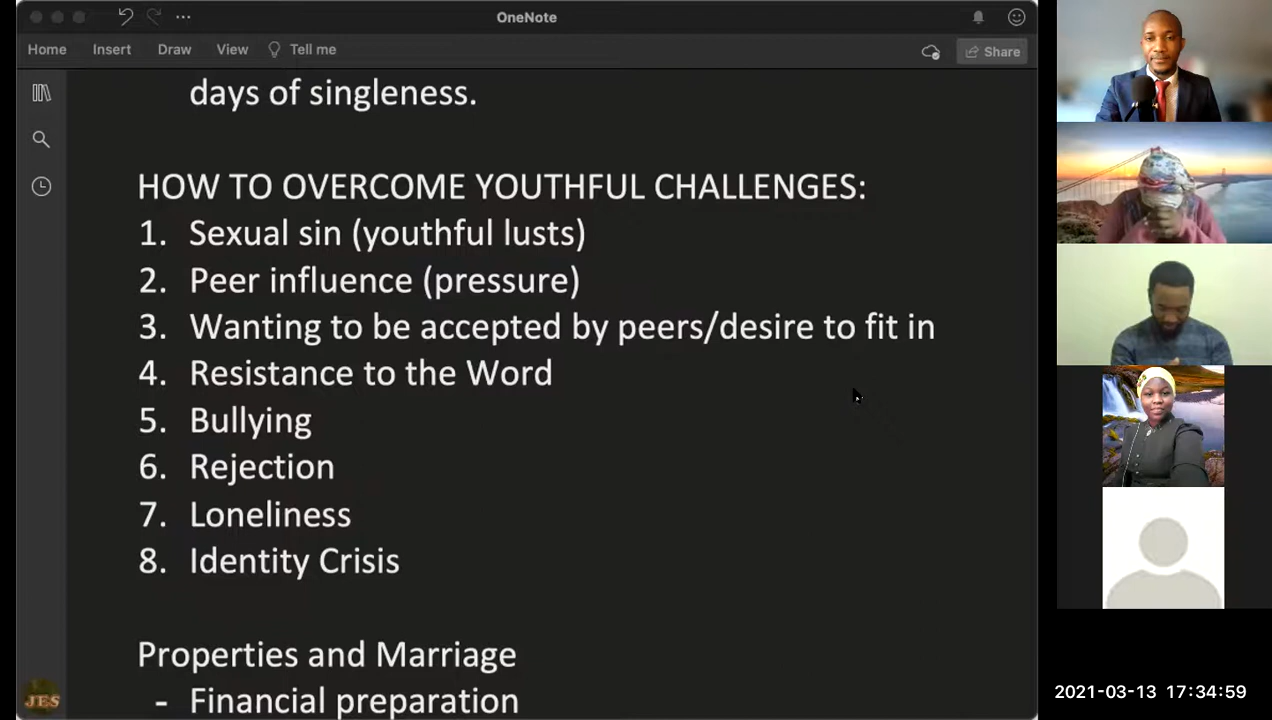 OneNote
Home Insert Draw View Tell me Share
days of singleness.
HOW TO OVERCOME YOUTHFUL CHALLENGES:
1. Sexual sin (youthful lusts)
2. Peer influence (pressure)
3. Wanting to be accepted by peers/desire to fit in
4. Resistance to the Word
5. Bullying
6. Rejection
7. Loneliness
8. Identity Crisis
Properties and Marriage
- Financial preparation
JES
2021-03-13 17:34:59